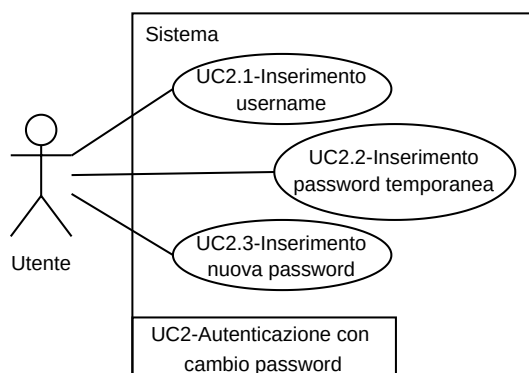 Sistema
UC2.1-Inserimento
username
UC2.2-Inserimento
password temporanea
UC2.3-Inserimento
nuova password
Utente
UC2-Autenticazione con
cambio password